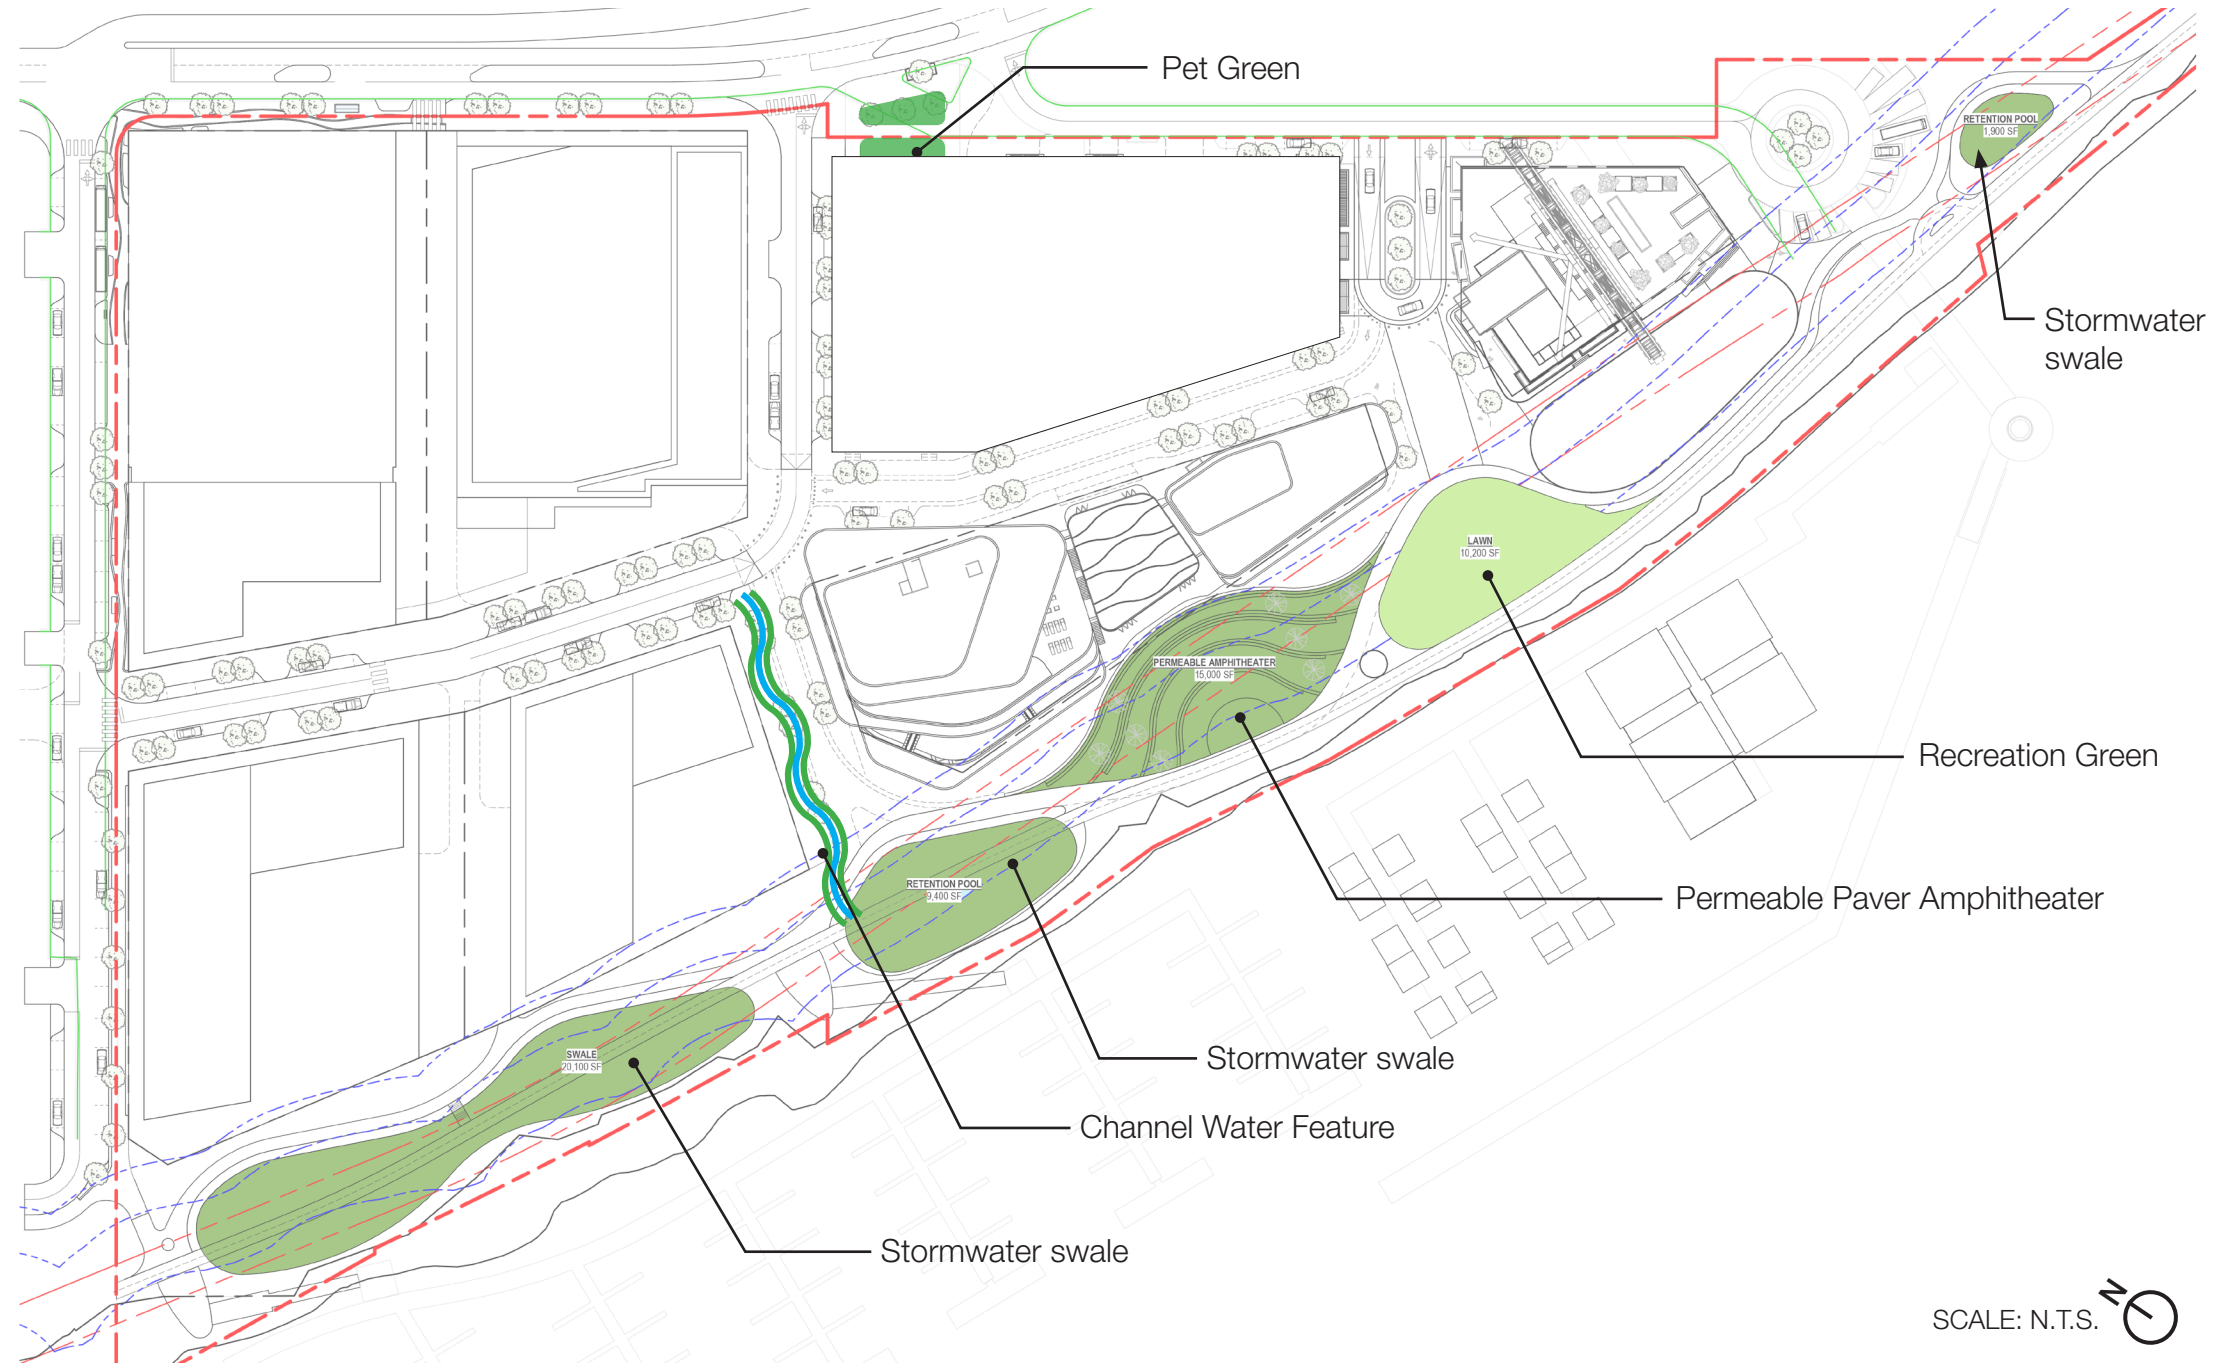 Pet Green
RETENTION POOL
1,900 SF
Stormwater
swale
LAWN
10,200 SF
PERMEABLE AMPHITHEATER
15,000 SF
Recreation Green
RETENTION POOL
9,400 SF
Permeable Paver Amphitheater
SWALE
20,100 SF
Stormwater swale
Channel Water Feature
Stormwater swale
N
SCALE: N.T.S.